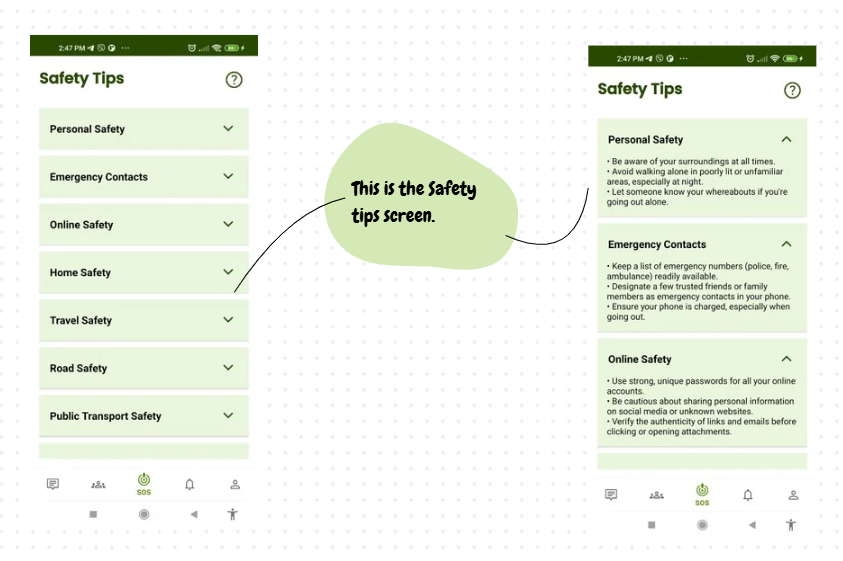 2:47 PM
Safety Tips
Personal Safety
Emergency Contacts
Online Safety
Home Safety
Travel Safety
Road Safety
Public Transport Safety
SOS
This is the Safety
tips screen.
2:47 PM
Safety Tips
Personal Safety
• Be aware of your surroundings at all times.
• Avoid walking alone in poorly lit or unfamiliar
areas, especially at night.
• Let someone know your whereabouts if you're
going out alone.
Emergency Contacts
• Keep a list of emergency numbers (police, fire,
ambulance) readily available.
• Designate a few trusted friends or family
members as emergency contacts in your phone.
• Ensure your phone is charged, especially when
going out.
Online Safety
• Use strong, unique passwords for all your online
accounts.
• Be cautious about sharing personal information
on social media or unknown websites.
• Verify the authenticity of links and emails before
clicking or opening attachments.
SOS